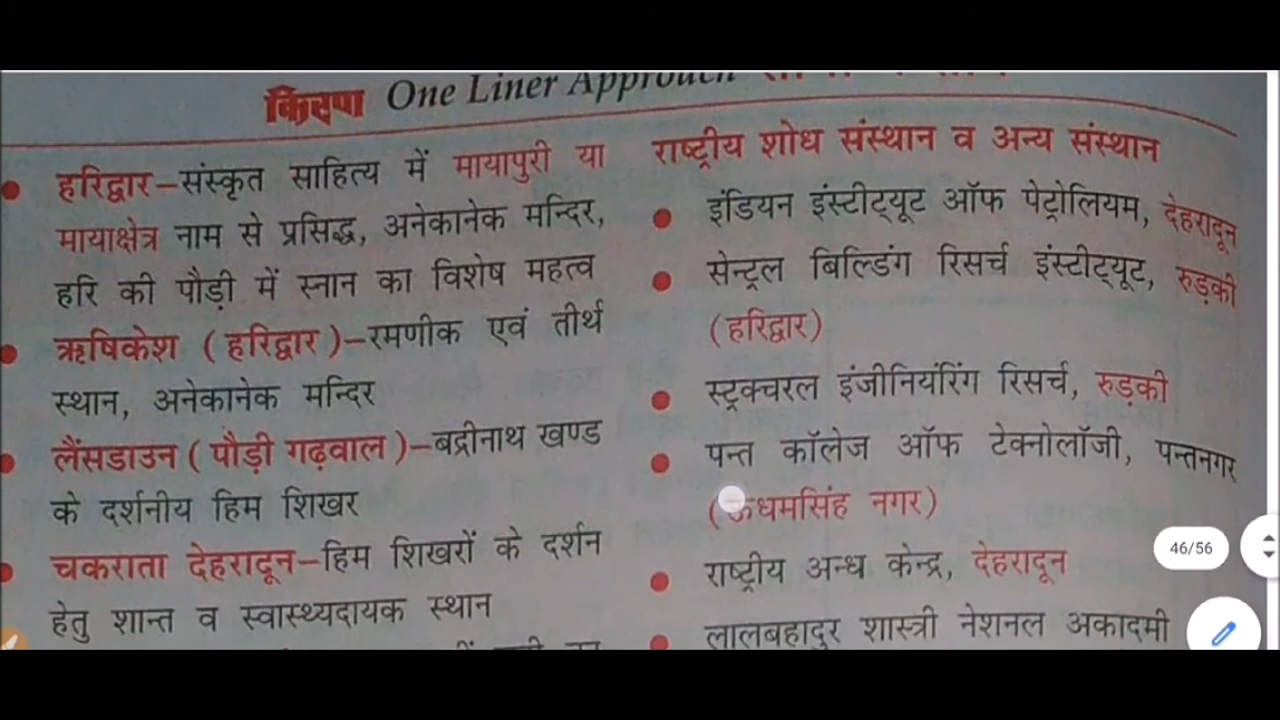 किरण One Liner Approach
हरिद्वार–संस्कृत साहित्य में मायापुरी या
मायाक्षेत्र नाम से प्रसिद्ध, अनेकानेक मन्दिर,
हरि की पौड़ी में स्नान का विशेष महत्व
ऋषिकेश (हरिद्वार)–रमणीक एवं तीर्थ
स्थान, अनेकानेक मन्दिर
लैंसडाउन (पौड़ी गढ़वाल)–बद्रीनाथ खण्ड
के दर्शनीय हिम शिखर
चकराता देहरादून–हिम शिखरों के दर्शन
हेतु शान्त व स्वास्थ्यदायक स्थान
राष्ट्रीय शोध संस्थान व अन्य संस्थान
इंडियन इंस्टीट्यूट ऑफ पेट्रोलियम, देहरादून
सेन्ट्रल बिल्डिंग रिसर्च इंस्टीट्यूट, रुड़की
(हरिद्वार)
स्ट्रक्चरल इंजीनियंरिंग रिसर्च, रुड़की
पन्त कॉलेज ऑफ टेक्नोलॉजी, पन्तनगर
(ऊधमसिंह नगर)
राष्ट्रीय अन्ध केन्द्र, देहरादून
लालबहादुर शास्त्री नेशनल अकादमी
46/56